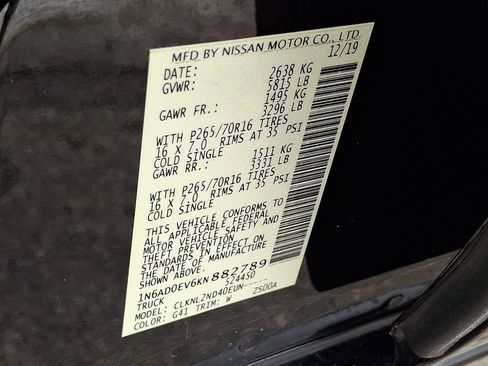 MFD BY NISSAN MOTOR CO., LTD.
DATE: 12/19
GVWR: 2638 KG
5815 LB
GAWR FR.: 1495 KG
3296 LB
WITH P265/70R16 TIRES
16 X 7.0 RIMS AT 35 PSI
COLD SINGLE
GAWR RR.: 1511 KG
3331 LB
WITH P265/70R16 TIRES
16 X 7.0 RIMS AT 35 PSI
COLD SINGLE
THIS VEHICLE CONFORMS TO
ALL APPLICABLE FEDERAL
MOTOR VEHICLE SAFETY AND
THEFT PREVENTION
STANDARDS IN EFFECT ON
THE DATE OF MANUFACTURE
SHOWN ABOVE.
1N6AD0EV6KN882789
TRUCK 524450
MODEL: CLKNL2ND40EUN-----
COLOR: G41 TRIM: W ZS00A